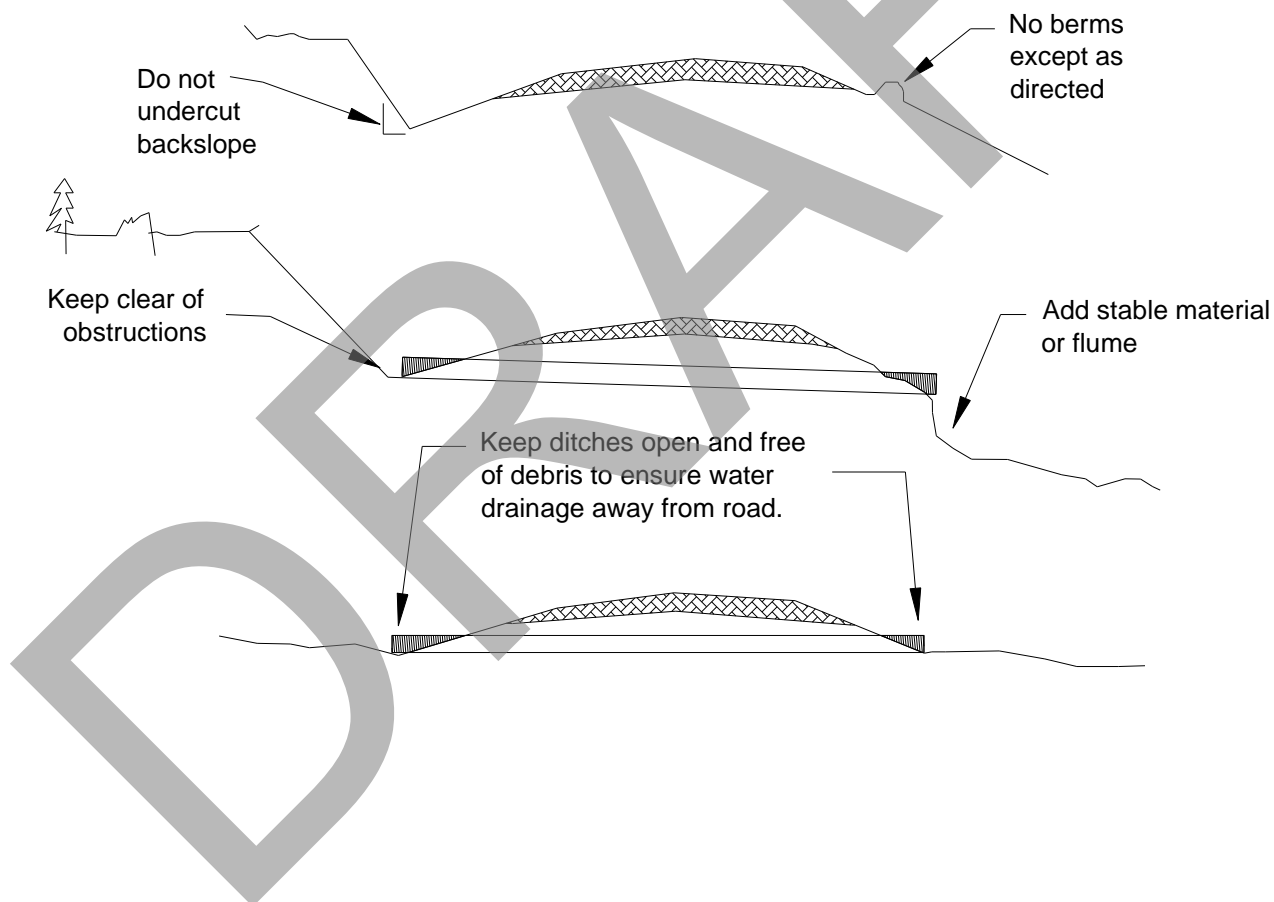 No berms
except as
directed
Do not
undercut
backslope
Keep clear of
obstructions
Add stable material
or flume
Keep ditches open and free
of debris to ensure water
drainage away from road.
DRAF